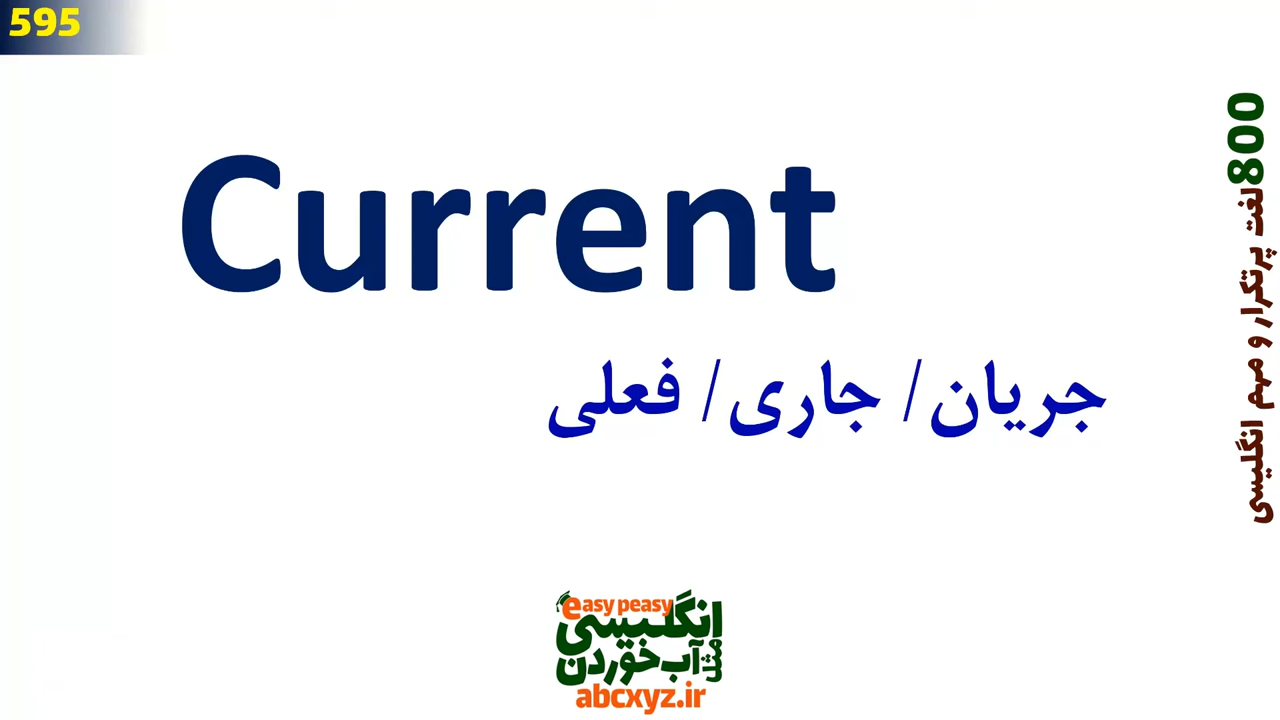 595
Current
جریان/ جاری/ فعلی
800 لغت پرتکرار و مهم انگلیسی
easy peasy
انگلیسی
مثل آب خوردن
abcxyz.ir